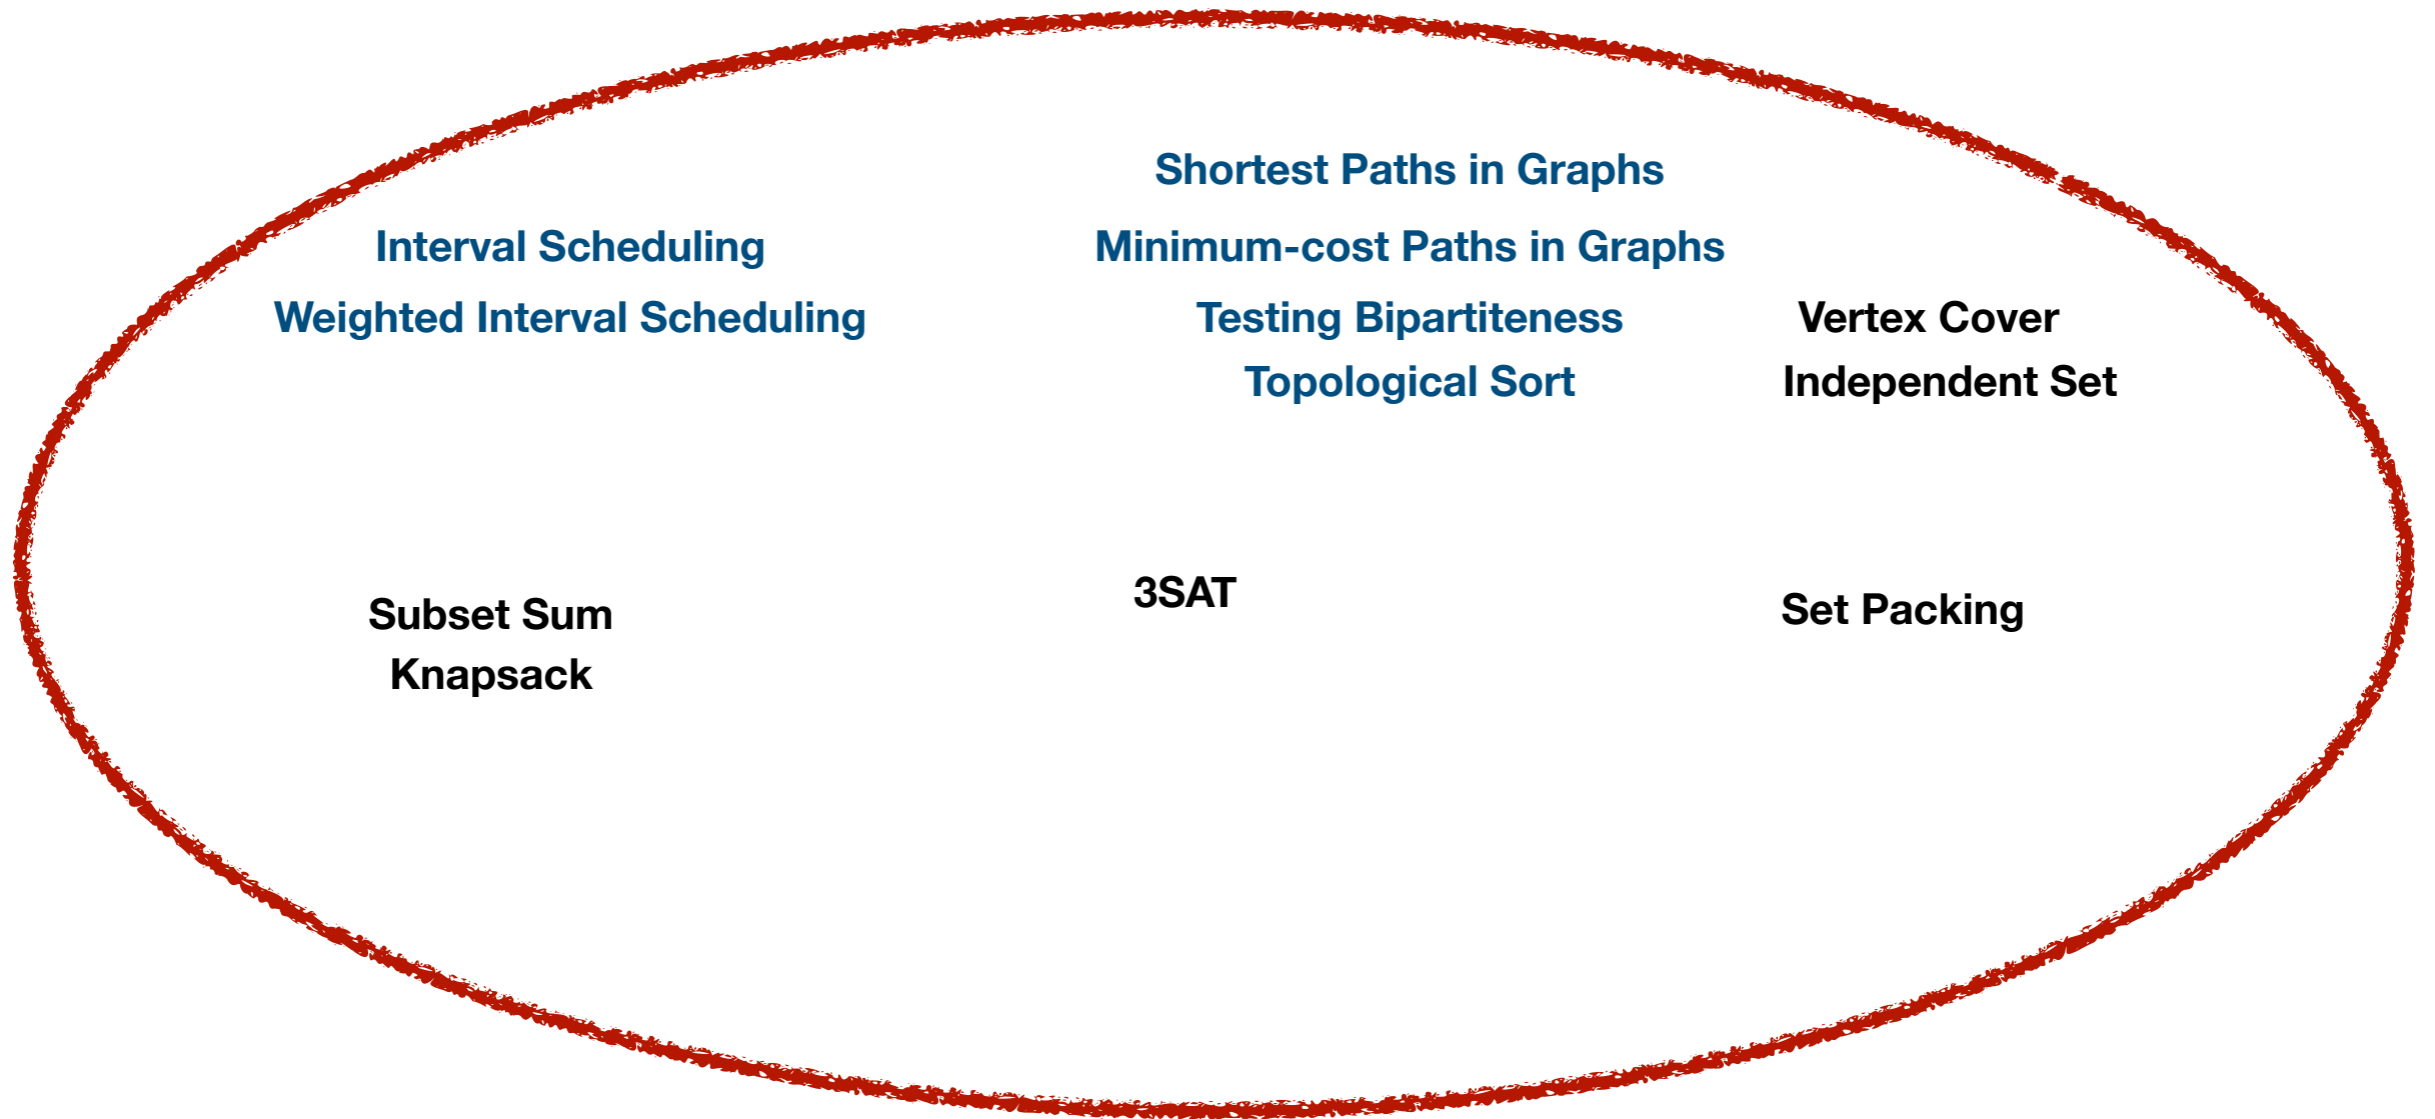 Shortest Paths in Graphs
Interval Scheduling
Minimum-cost Paths in Graphs
Weighted Interval Scheduling
Testing Bipartiteness
Vertex Cover
Topological Sort
Independent Set
3SAT
Subset Sum
Set Packing
Knapsack